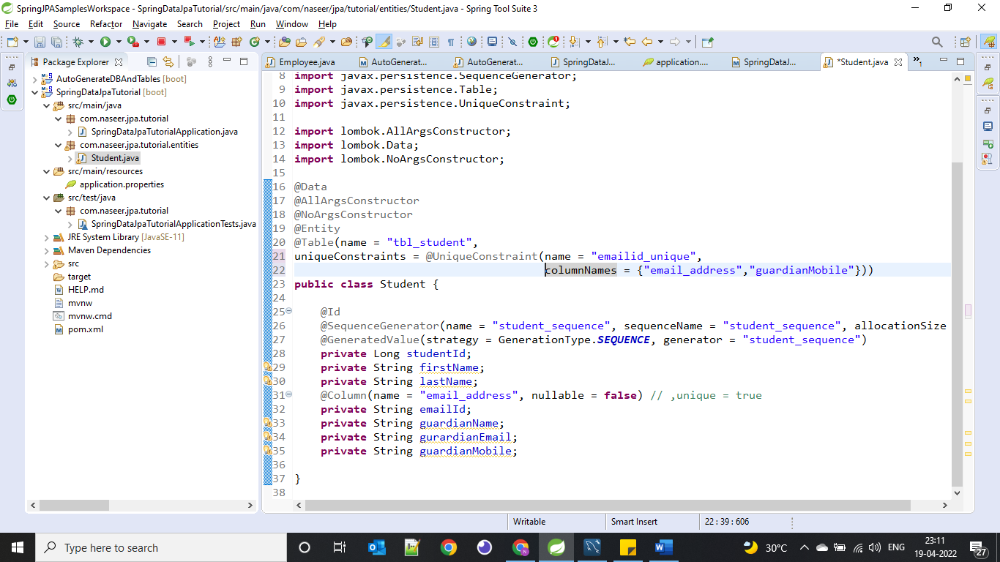 SpringJPASamplesWorkspace - SpringDataJpaTutorial/src/main/java/com/naseer/jpa/tutorial/entities/Student.java - Spring Tool Suite 3
File Edit Source Refactor Navigate Search Project Run Window Help
Package Explorer
AutoGenerateDBAndTables [boot]
SpringDataJpaTutorial [boot]
src/main/java
com.naseer.jpa.tutorial
SpringDataJpaTutorialApplication.java
com.naseer.jpa.tutorial.entities
Student.java
src/main/resources
application.properties
src/test/java
com.naseer.jpa.tutorial
SpringDataJpaTutorialApplicationTests.java
JRE System Library [JavaSE-11]
Maven Dependencies
src
target
HELP.md
mvnw
mvnw.cmd
pom.xml
Employee.java AutoGenerat... AutoGenerat... SpringDataJ... application.... SpringDataJ... *Student.java »1
8 import javax.persistence.SequenceGenerator;
9 import javax.persistence.Table;
10 import javax.persistence.UniqueConstraint;
11
12 import lombok.AllArgsConstructor;
13 import lombok.Data;
14 import lombok.NoArgsConstructor;
15
16 @Data
17 @AllArgsConstructor
18 @NoArgsConstructor
19 @Entity
20 @Table(name = "tbl_student",
21 uniqueConstraints = @UniqueConstraint(name = "emailid_unique",
22 columnNames = {"email_address","guardianMobile"}))
23 public class Student {
24
25 @Id
26 @SequenceGenerator(name = "student_sequence", sequenceName = "student_sequence", allocationSize
27 @GeneratedValue(strategy = GenerationType.SEQUENCE, generator = "student_sequence")
28 private Long studentId;
29 private String firstName;
30 private String lastName;
31 @Column(name = "email_address", nullable = false) // ,unique = true
32 private String emailId;
33 private String guardianName;
34 private String gurardianEmail;
35 private String guardianMobile;
36
37 }
38
Writable Smart Insert 22 : 39 : 606
Type here to search
30°C ENG 23:11
19-04-2022
27